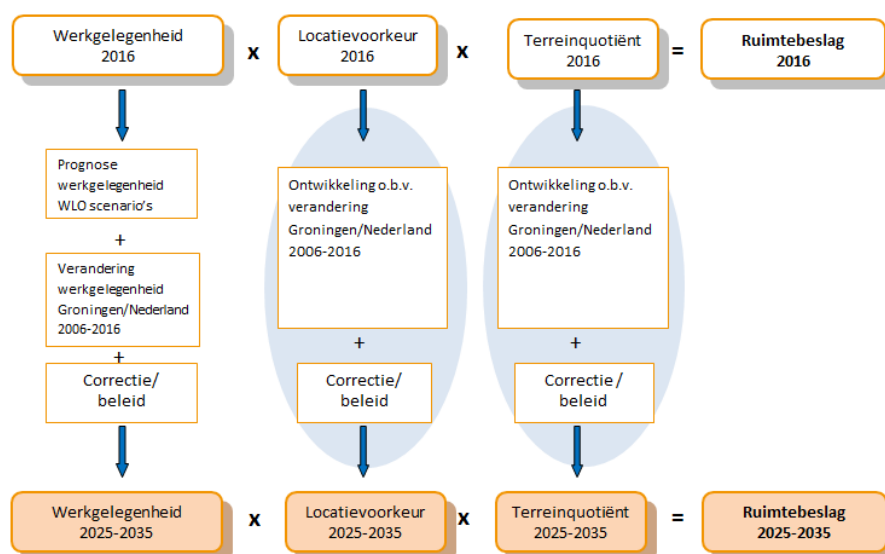 Werkgelegenheid
2016
x
Locatievoorkeur
2016
x
Terreinquotiënt
2016
=
Ruimtebeslag
2016
Prognose
werkgelegenheid
WLO scenario's
+
Verandering
werkgelegenheid
Groningen/Nederland
2006-2016
+
Correctie/
beleid
Ontwikkeling o.b.v.
verandering
Groningen/Nederland
2006-2016
+
Correctie/
beleid
Ontwikkeling o.b.v.
verandering
Groningen/Nederland
2006-2016
+
Correctie/
beleid
Werkgelegenheid
2025-2035
x
Locatievoorkeur
2025-2035
x
Terreinquotiënt
2025-2035
=
Ruimtebeslag
2025-2035